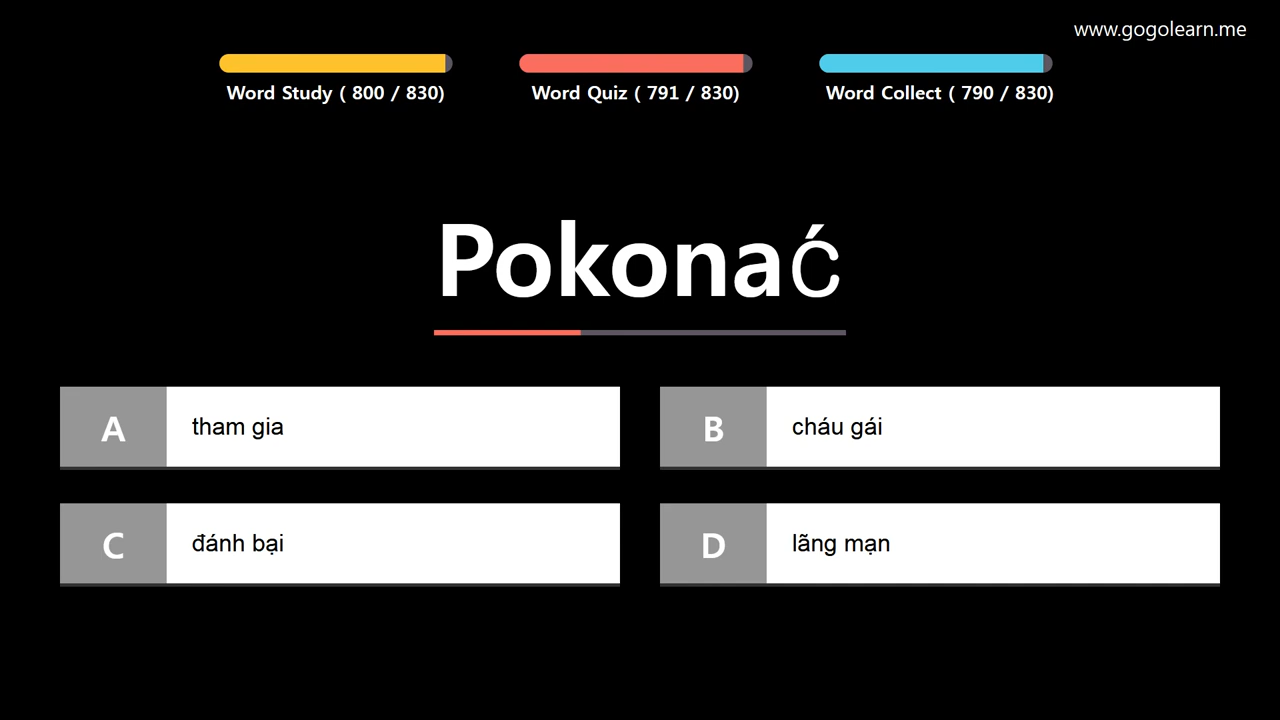 www.gogolearn.me
Word Study ( 800 / 830)
Word Quiz ( 791 / 830)
Word Collect ( 790 / 830)
Pokonać
A tham gia
B cháu gái
C đánh bại
D lãng mạn